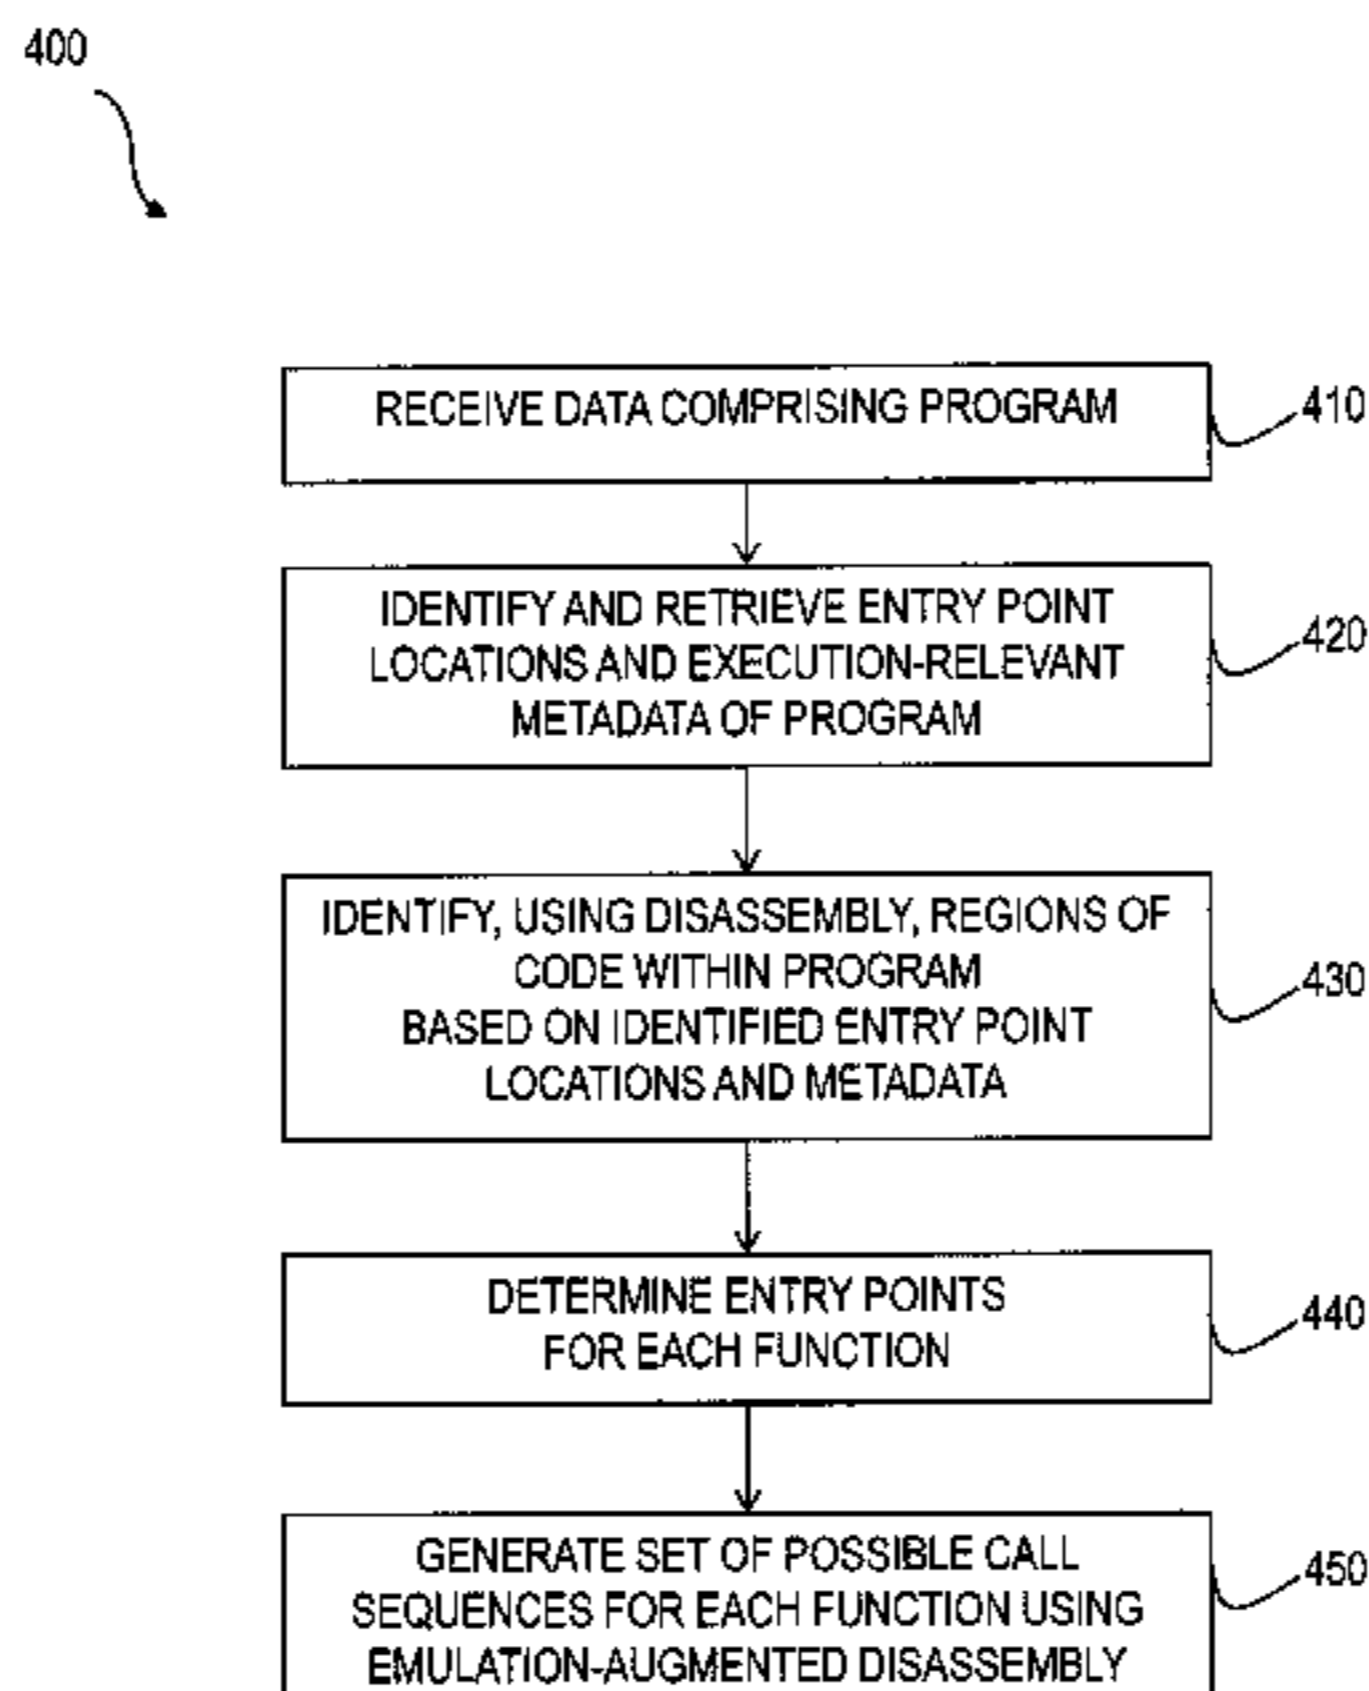 400
RECEIVE DATA COMPRISING PROGRAM
410
IDENTIFY AND RETRIEVE ENTRY POINT
LOCATIONS AND EXECUTION-RELEVANT
METADATA OF PROGRAM
420
IDENTIFY, USING DISASSEMBLY, REGIONS OF
CODE WITHIN PROGRAM
BASED ON IDENTIFIED ENTRY POINT
LOCATIONS AND METADATA
430
DETERMINE ENTRY POINTS
FOR EACH FUNCTION
440
GENERATE SET OF POSSIBLE CALL
SEQUENCES FOR EACH FUNCTION USING
EMULATION-AUGMENTED DISASSEMBLY
450